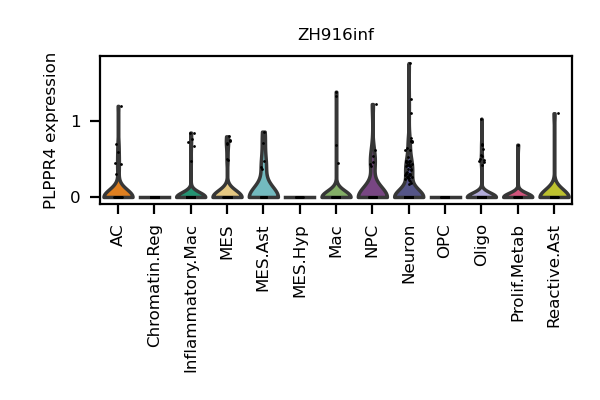 ZH916inf
PLPPR4 expression
1
0
AC
Chromatin.Reg
Inflammatory.Mac
MES
MES.Ast
MES.Hyp
Mac
NPC
Neuron
OPC
Oligo
Prolif.Metab
Reactive.Ast